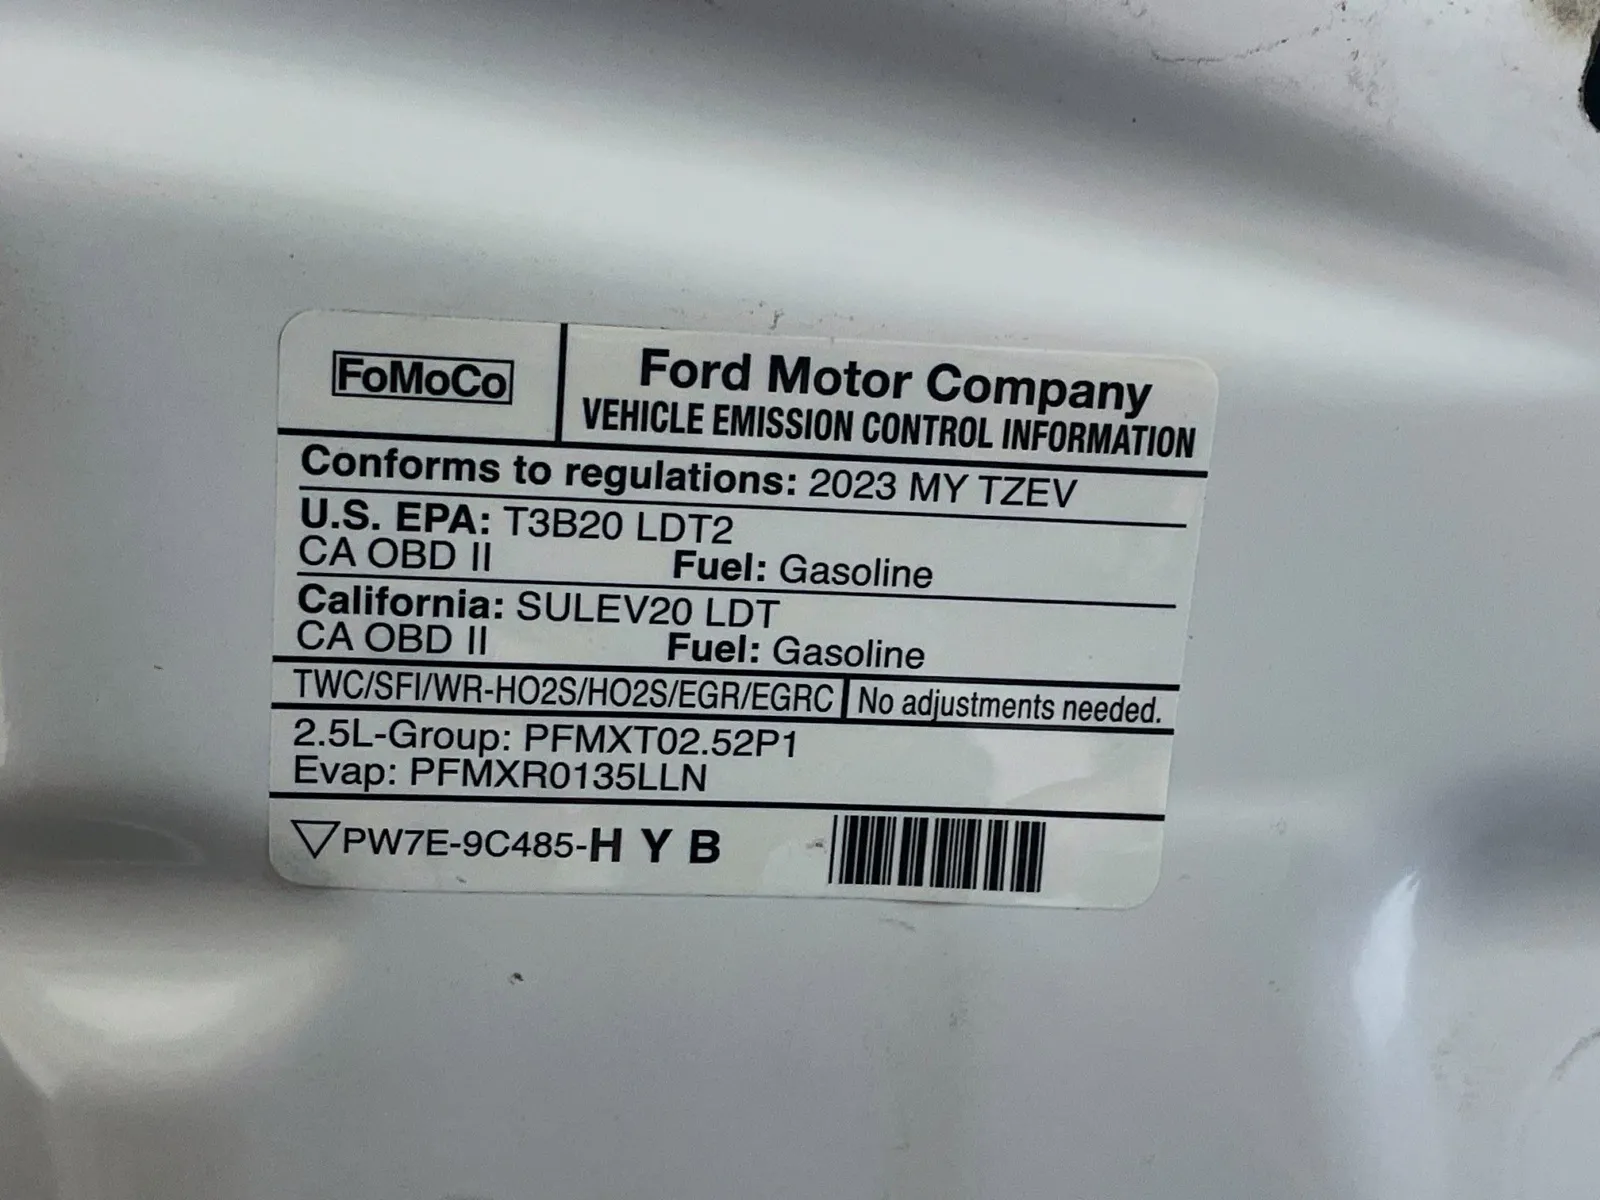 FoMoCo
Ford Motor Company
VEHICLE EMISSION CONTROL INFORMATION
Conforms to regulations: 2023 MY TZEV
U.S. EPA: T3B20 LDT2
CA OBD II Fuel: Gasoline
California: SULEV20 LDT
CA OBD II Fuel: Gasoline
TWC/SFI/WR-HO2S/HO2S/EGR/EGRC No adjustments needed.
2.5L-Group: PFMXT02.52P1
Evap: PFMXR0135LLN
PW7E-9C485-H Y B